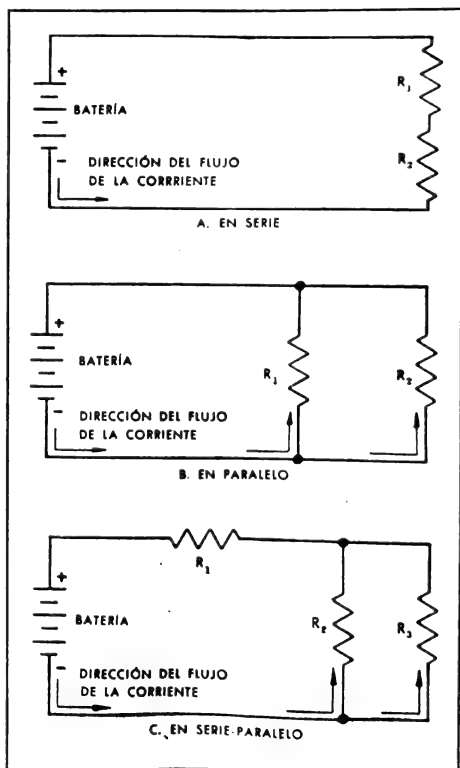 +
R₁
BATERÍA
R₂
-
DIRECCIÓN DEL FLUJO
DE LA CORRRIENTE
A. EN SERIE
+
BATERÍA
R₁
R₂
-
DIRECCIÓN DEL FLUJO
DE LA CORRIENTE
B. EN PARALELO
R₁
+
BATERÍA
R₂
R₃
-
DIRECCIÓN DEL FLUJO
DE LA CORRIENTE
C. EN SERIE-PARALELO